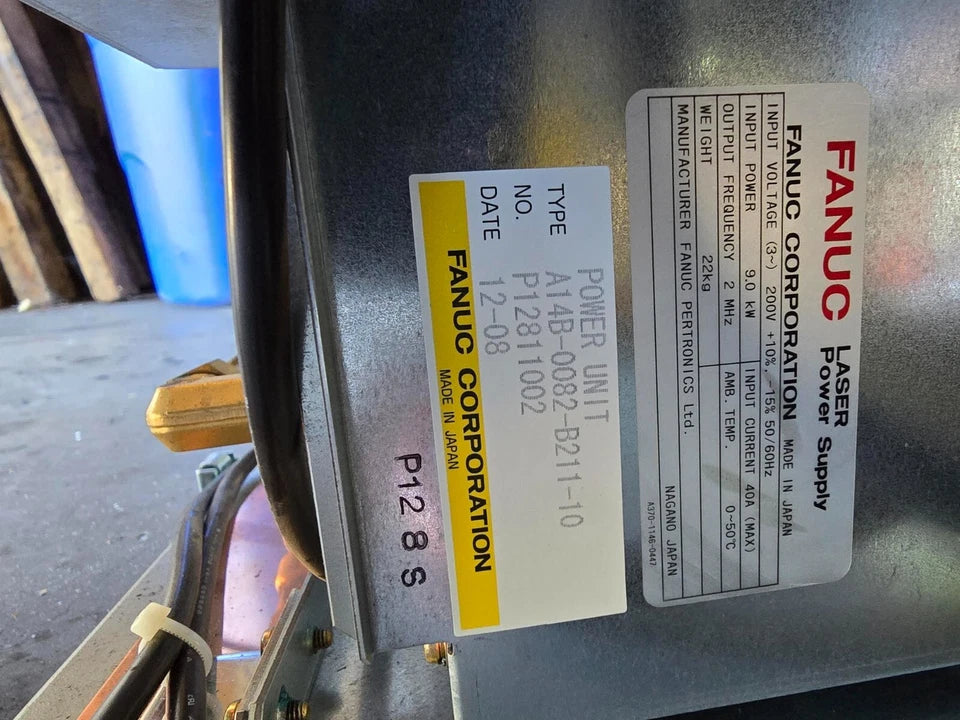 FANUC LASER
Power Supply
FANUC CORPORATION MADE IN JAPAN
INPUT VOLTAGE (3~) 200V +10%, -15% 50/60Hz
INPUT POWER 9.0 kW INPUT CURRENT 40A (MAX)
OUTPUT FREQUENCY 2 MHz AMB. TEMP. 0~50℃
WEIGHT 22kg
MANUFACTURER FANUC PERTRONICS Ltd. NAGANO JAPAN
A370-1146-0447
POWER UNIT
TYPE A14B-0082-B211-10
NO. P12811002
DATE 12-08
FANUC CORPORATION
MADE IN JAPAN
P12 8 S